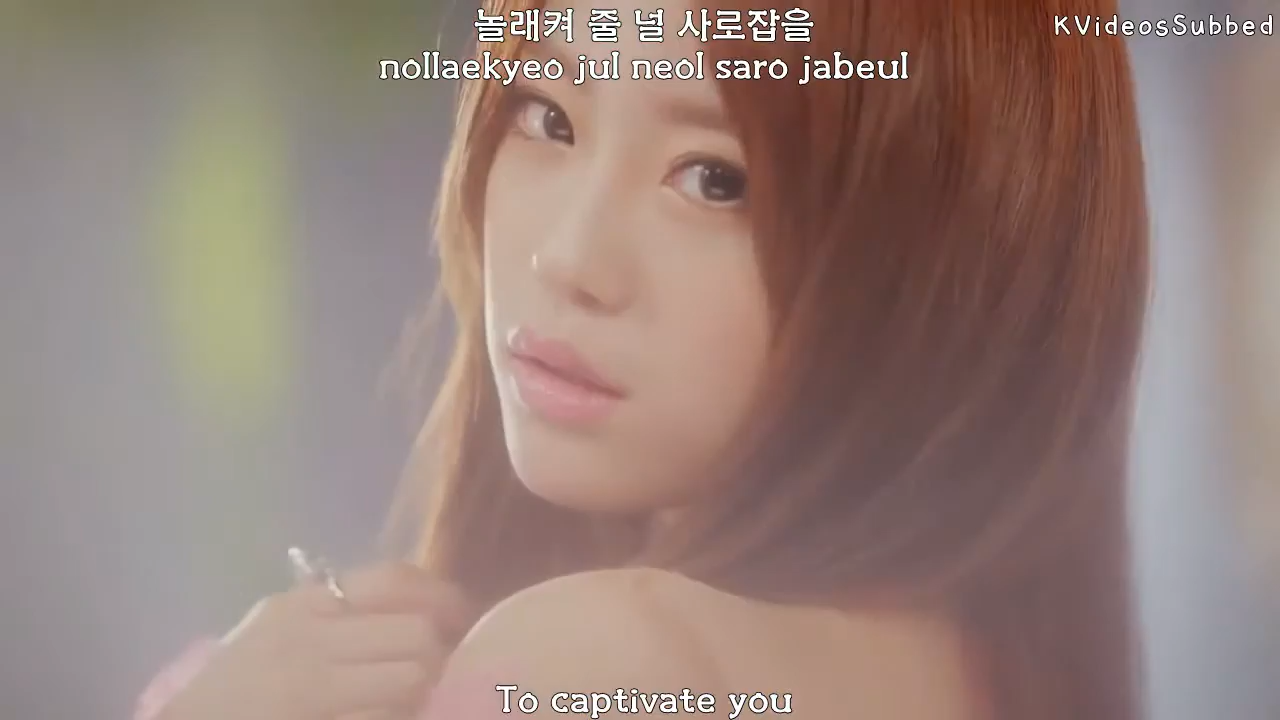 놀래켜 줄 널 사로잡을
KVideosSubbed
nollaekyeo jul neol saro jabeul
To captivate you